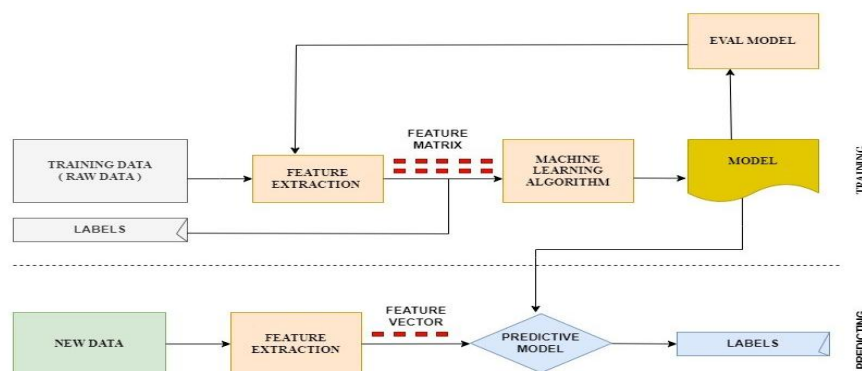 EVAL MODEL
FEATURE
MATRIX
TRAINING DATA
( RAW DATA )
FEATURE
EXTRACTION
MACHINE
LEARNING
ALGORITHM
MODEL
TRAINING
LABELS
FEATURE
VECTOR
NEW DATA
FEATURE
EXTRACTION
PREDICTIVE
MODEL
LABELS
PREDICTING